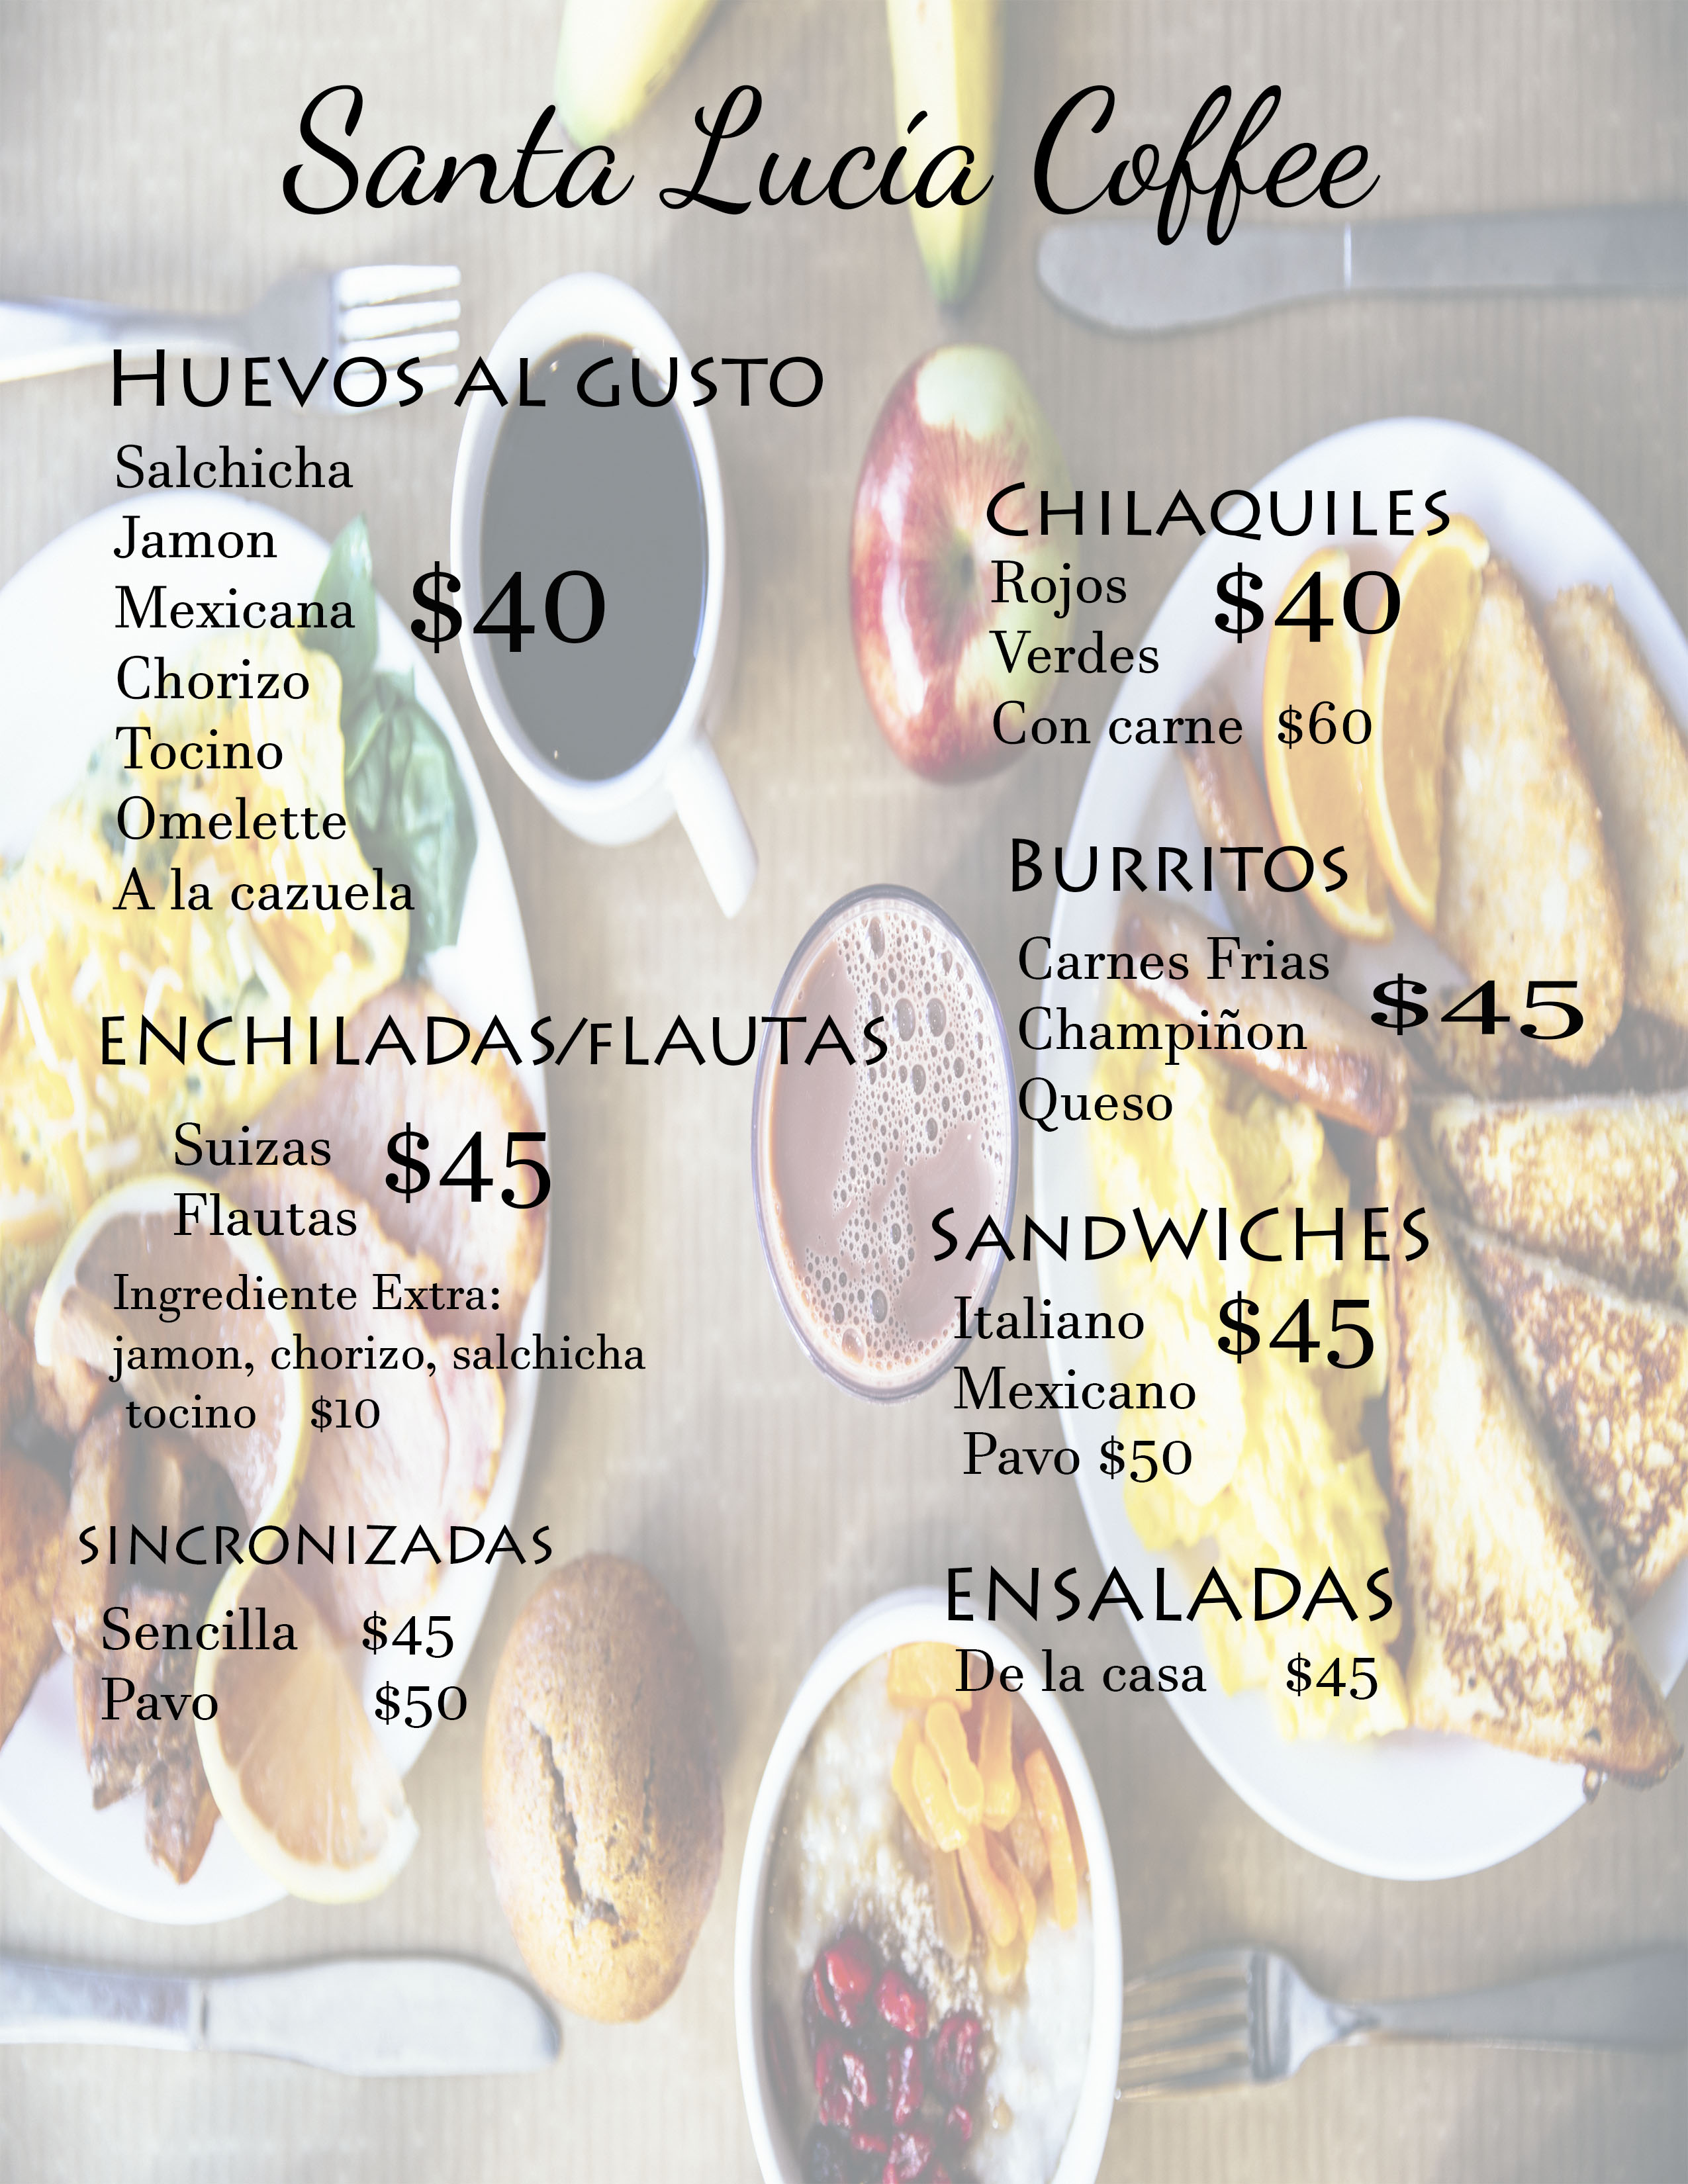 Santa Lucía Coffee
HUEVOS AL GUSTO
Salchicha
Jamon
Mexicana $40
Chorizo
Tocino
Omelette
A la cazuela
ENCHILADAS/FLAUTAS
Suizas $45
Flautas
Ingrediente Extra:
jamon, chorizo, salchicha
tocino $10
SINCRONIZADAS
Sencilla $45
Pavo $50
CHILAQUILES
Rojos $40
Verdes
Con carne $60
BURRITOS
Carnes Frias
Champiñon $45
Queso
SANDWICHES
Italiano $45
Mexicano
Pavo $50
ENSALADAS
De la casa $45